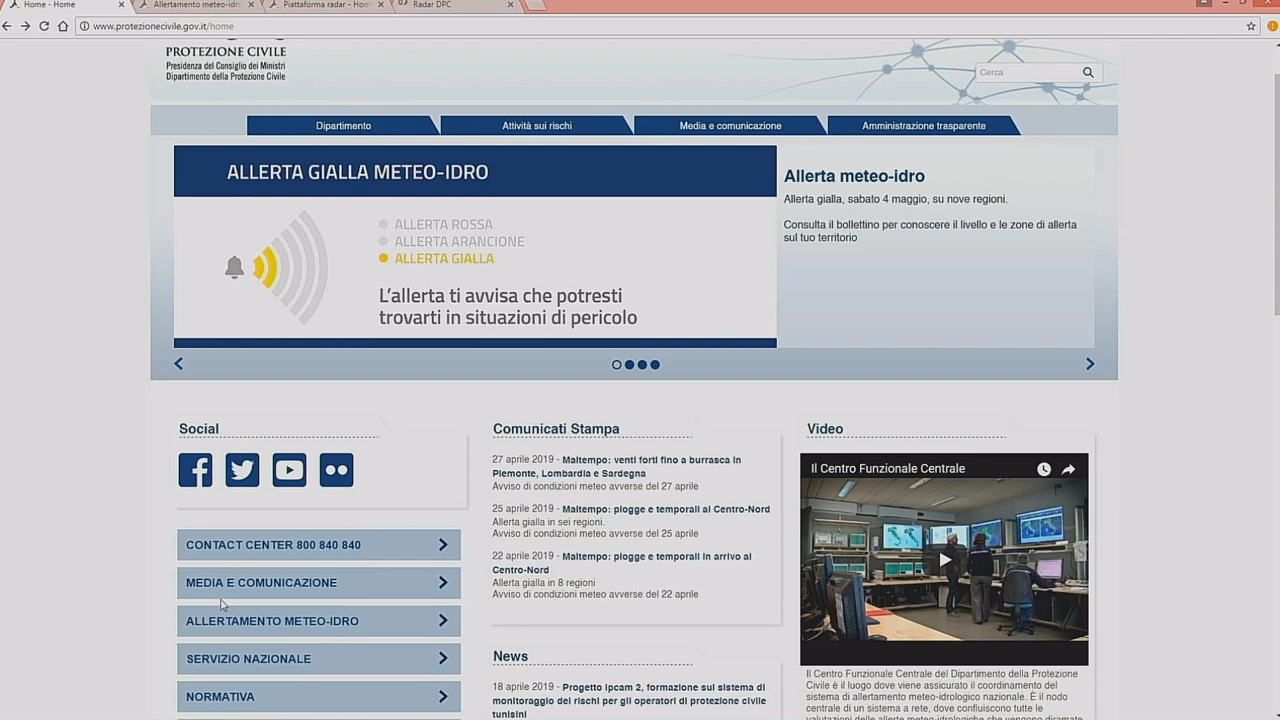 Home - Home
Allertamento meteo-idr
Piattaforma radar - Hom
Radar DPC
www.protezionecivile.gov.it/home
PROTEZIONE CIVILE
Presidenza del Consiglio dei Ministri
Dipartimento della Protezione Civile
Cerca
Dipartimento
Attività sui rischi
Media e comunicazione
Amministrazione trasparente
ALLERTA GIALLA METEO-IDRO
ALLERTA ROSSA
ALLERTA ARANCIONE
ALLERTA GIALLA
L'allerta ti avvisa che potresti
trovarti in situazioni di pericolo
Allerta meteo-idro
Allerta gialla, sabato 4 maggio, su nove regioni.
Consulta il bollettino per conoscere il livello e le zone di allerta
sul tuo territorio
Social
CONTACT CENTER 800 840 840
MEDIA E COMUNICAZIONE
ALLERTAMENTO METEO-IDRO
SERVIZIO NAZIONALE
NORMATIVA
Comunicati Stampa
27 aprile 2019 - Maltempo: venti forti fino a burrasca in
Piemonte, Lombardia e Sardegna
Avviso di condizioni meteo avverse del 27 aprile
25 aprile 2019 - Maltempo: piogge e temporali al Centro-Nord
Allerta gialla in sei regioni.
Avviso di condizioni meteo avverse del 25 aprile
22 aprile 2019 - Maltempo: piogge e temporali in arrivo al
Centro-Nord
Allerta gialla in 8 regioni
Avviso di condizioni meteo avverse del 22 aprile
News
18 aprile 2019 - Progetto Ipcam 2, formazione sui sistema di
monitoraggio dei rischi per gli operatori di protezione civile
tunisini
Video
Il Centro Funzionale Centrale
Il Centro Funzionale Centrale del Dipartimento della Protezione
Civile è il luogo dove viene assicurato il coordinamento del
sistema di allertamento meteo-idrologico nazionale. È il nodo
centrale di un sistema a rete, dove confluiscono tutte le
valutazioni delle allerte meteo-idrologiche che vengono diramate